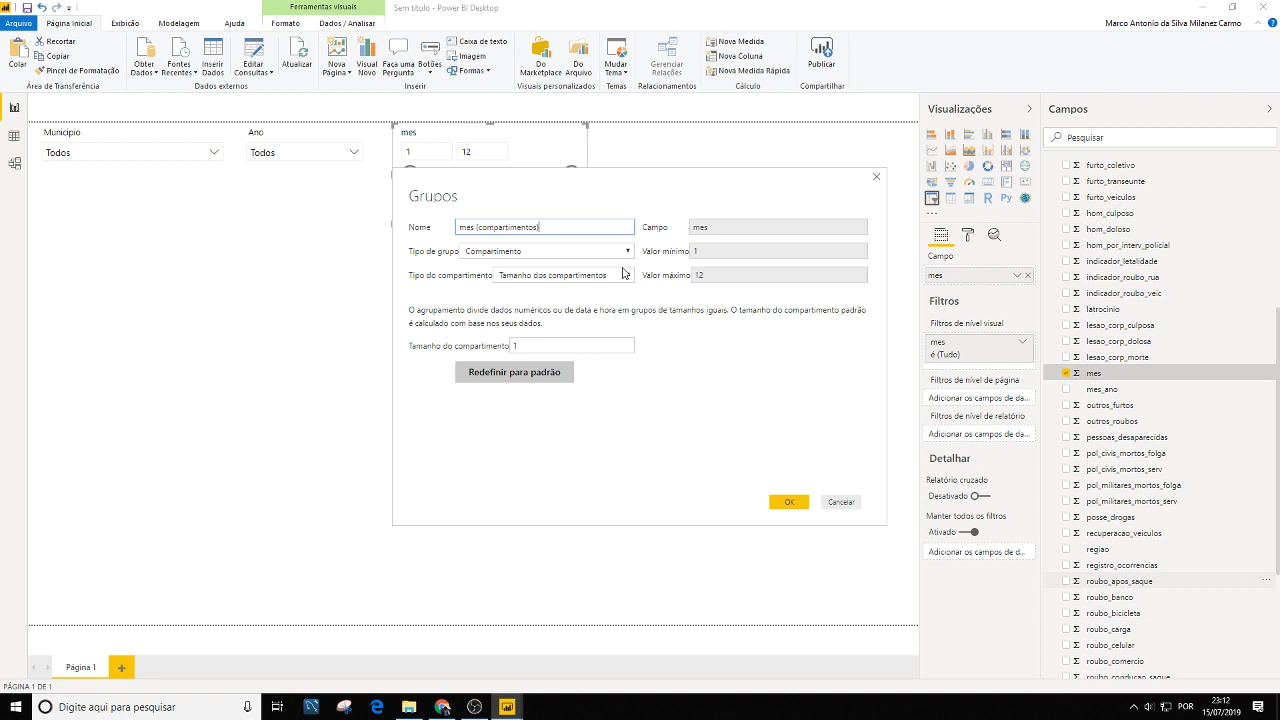 Ferramentas visuais
Sem título - Power BI Desktop
Arquivo
Página Inicial
Exibição
Modelagem
Ajuda
Formato
Dados / Analisar
Marco Antonio da Silva Milanez Carmo
Colar
Recortar
Copiar
Pincel de Formatação
Área de Transferência
Obter Dados
Fontes Recentes
Inserir Dados
Editar Consultas
Dados externos
Atualizar
Nova Página
Visual Novo
Faça uma Pergunta
Botões
Caixa de texto
Imagem
Formas
Inserir
Do Marketplace
Do Arquivo
Visuais personalizados
Mudar Tema
Temas
Gerenciar Relações
Relacionamentos
Nova Medida
Nova Coluna
Nova Medida Rápida
Cálculo
Publicar
Compartilhar
Municipio
Todos
Ano
Todos
mes
1
12
Grupos
Nome
mes (compartimentos)
Campo
mes
Tipo de grupo
Compartimento
Valor mínimo
1
Tipo do compartimento
Tamanho dos compartimentos
Valor máximo
12
O agrupamento divide dados numéricos ou de data e hora em grupos de tamanhos iguais. O tamanho do compartimento padrão
é calculado com base nos seus dados.
Tamanho do compartimento
1
Redefinir para padrão
OK
Cancelar
Visualizações
R
Py
Campo
mes
Filtros
Filtros de nível visual
mes
é (Tudo)
Filtros de nível de página
Adicionar os campos de da...
Filtros de nível de relatório
Adicionar os campos de da...
Detalhar
Relatório cruzado
Desativado
Manter todos os filtros
Ativado
Adicionar os campos de d...
Campos
Pesquisar
furto_coletivo
furto_transeunte
furto_veiculos
hom_culposo
hom_doloso
hom_por_interv_policial
indicador_letalidade
indicador_roubo_rua
indicador_roubo_veic
latrocinio
lesao_corp_culposa
lesao_corp_dolosa
lesao_corp_morte
mes
mes_ano
outros_furtos
outros_roubos
pessoas_desaparecidas
pol_civis_mortos_folga
pol_civis_mortos_serv
pol_militares_mortos_folga
pol_militares_mortos_serv
posse_drogas
recuperacao_veiculos
regiao
registro_ocorrencias
roubo_apos_saque
roubo_banco
roubo_bicicleta
roubo_carga
roubo_celular
roubo_comercio
roubo_conducao_saque
Página 1
PÁGINA 1 DE 1
Digite aqui para pesquisar
POR
23:12
15/07/2019